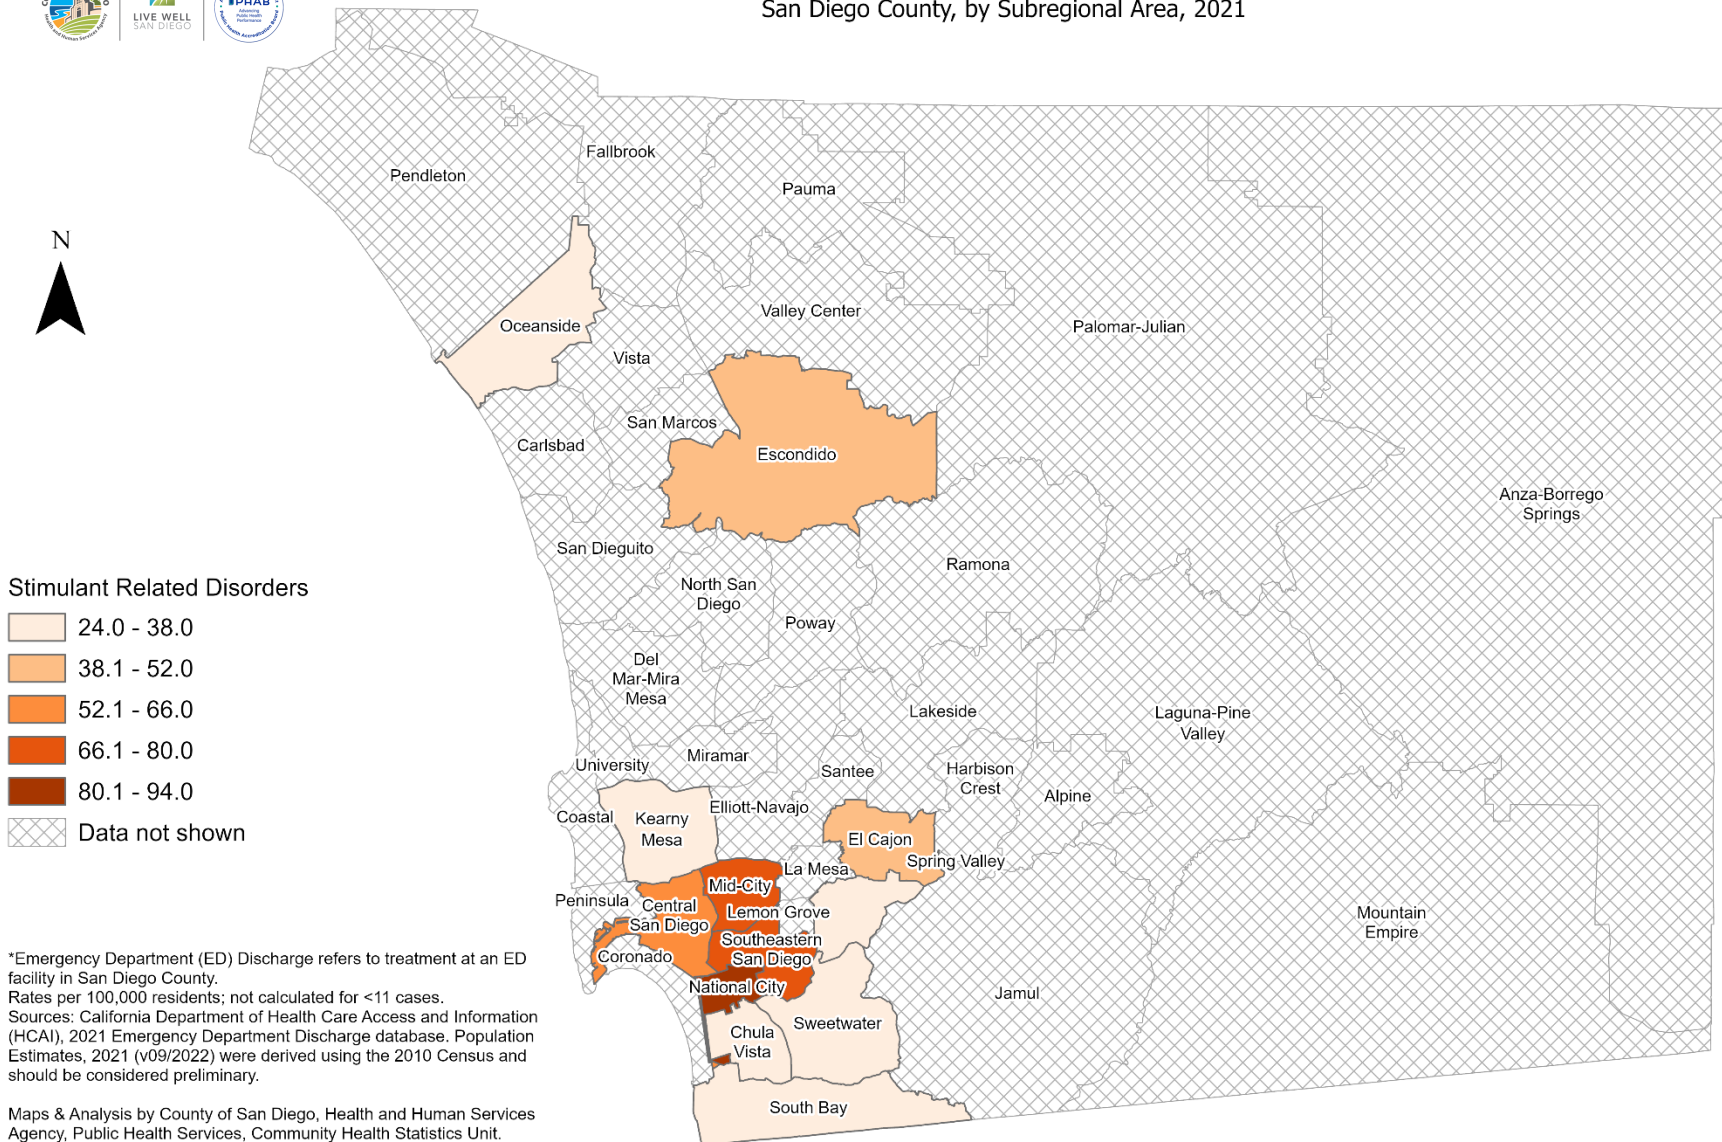 PHAB
Advancing
Public Health
Performance
LIVE WELL
SAN DIEGO
San Diego County, by Subregional Area, 2021
Fallbrook
Pendleton
Pauma
N
Oceanside
Valley Center
Palomar-Julian
Vista
San Marcos
Carlsbad
Escondido
Anza-Borrego
Springs
San Dieguito
Ramona
North San
Diego
Poway
Del
Mar-Mira
Mesa
Lakeside
Laguna-Pine
Valley
Miramar
University
Santee
Harbison
Crest
Alpine
Elliott-Navajo
Coastal
Kearny
Mesa
El Cajon
Spring Valley
La Mesa
Mid-City
Peninsula
Central
San Diego
Lemon Grove
Mountain
Empire
Southeastern
San Diego
Coronado
National City
Jamul
Sweetwater
Chula
Vista
South Bay
Stimulant Related Disorders
24.0 - 38.0
38.1 - 52.0
52.1 - 66.0
66.1 - 80.0
80.1 - 94.0
Data not shown
*Emergency Department (ED) Discharge refers to treatment at an ED
facility in San Diego County.
Rates per 100,000 residents; not calculated for <11 cases.
Sources: California Department of Health Care Access and Information
(HCAI), 2021 Emergency Department Discharge database. Population
Estimates, 2021 (v09/2022) were derived using the 2010 Census and
should be considered preliminary.
Maps & Analysis by County of San Diego, Health and Human Services
Agency, Public Health Services, Community Health Statistics Unit.